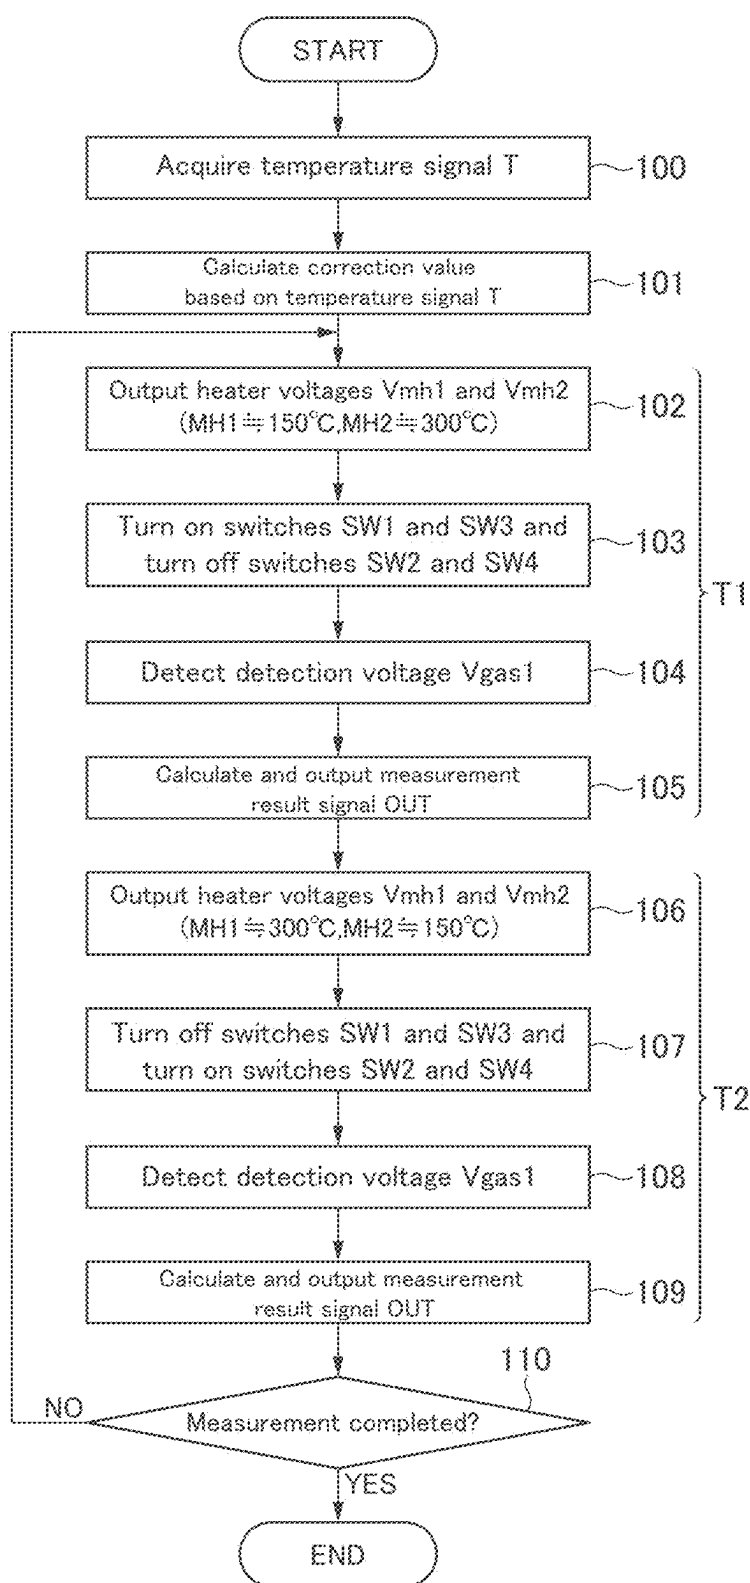 START
Acquire temperature signal T
100
Calculate correction value
based on temperature signal T
101
Output heater voltages Vmh1 and Vmh2
(MH1≒150℃,MH2≒300℃)
102
Turn on switches SW1 and SW3 and
turn off switches SW2 and SW4
103
T1
Detect detection voltage Vgas1
104
Calculate and output measurement
result signal OUT
105
Output heater voltages Vmh1 and Vmh2
(MH1≒300℃,MH2≒150℃)
106
Turn off switches SW1 and SW3 and
turn on switches SW2 and SW4
107
T2
Detect detection voltage Vgas1
108
Calculate and output measurement
result signal OUT
109
110
NO
Measurement completed?
YES
END